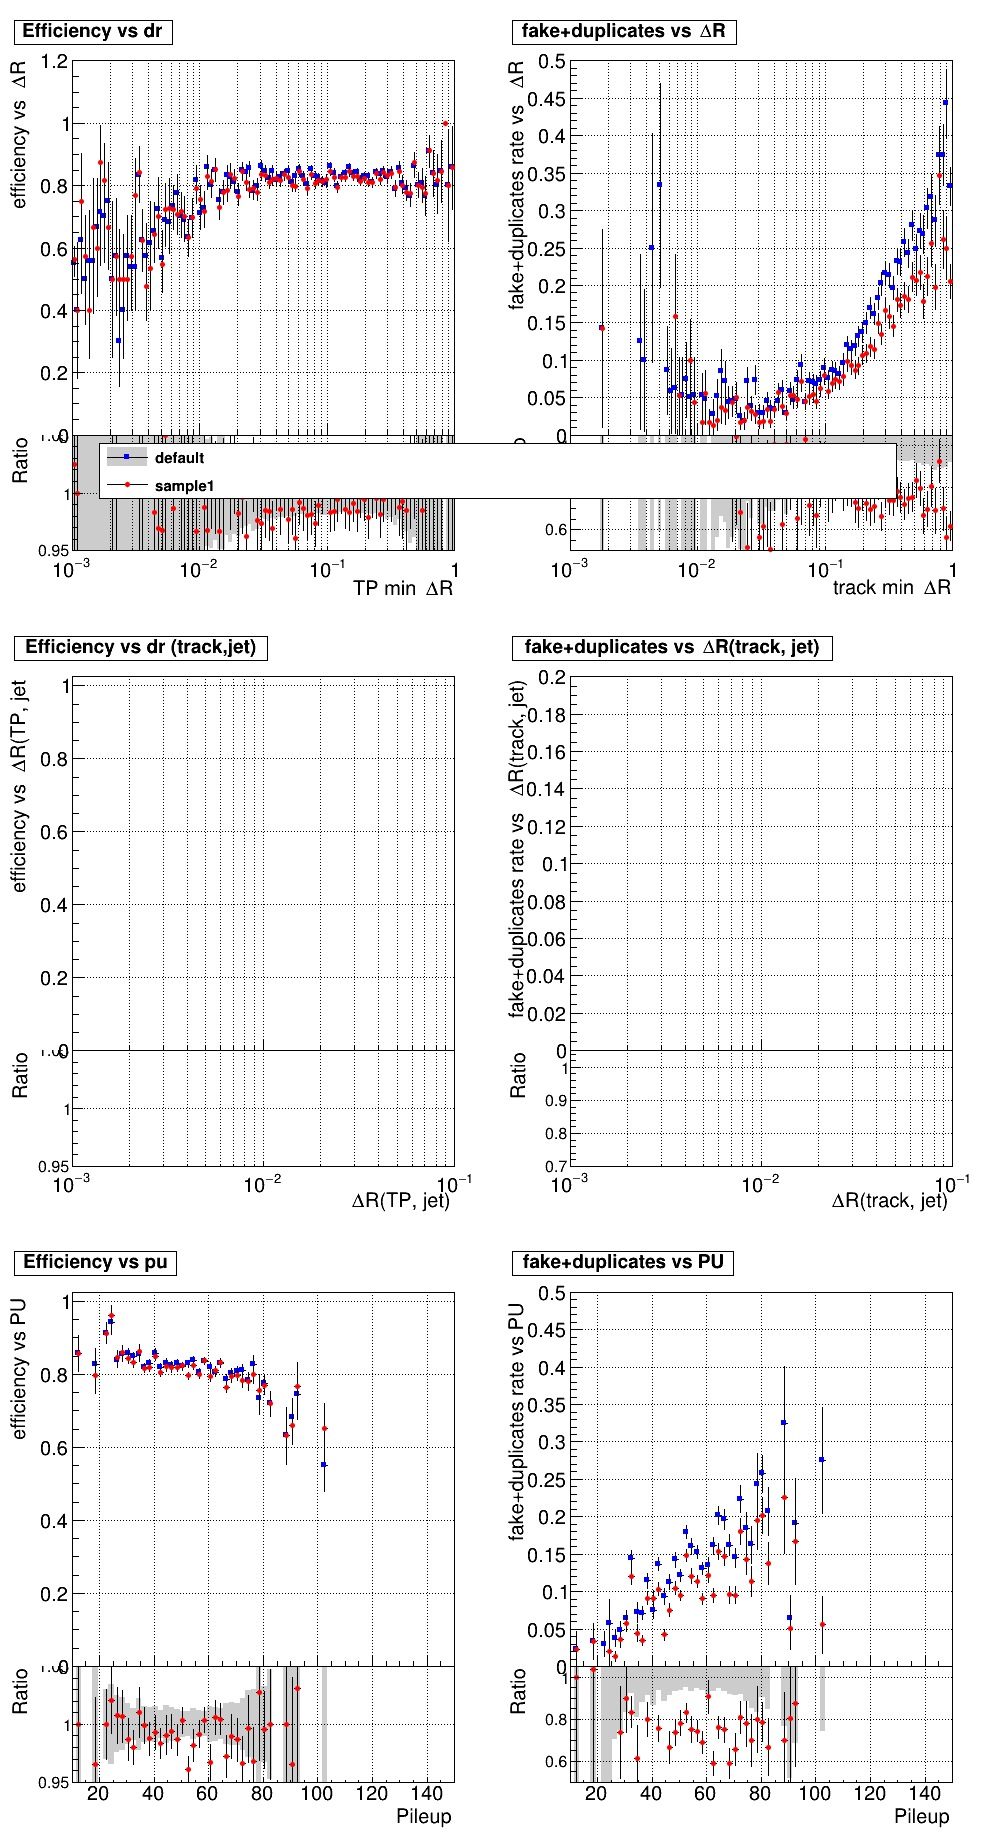 Efficiency vs dr
efficiency vs ΔR
1.2
1
0.8
0.6
0.4
0.2
0
Ratio
1
0.95
10⁻³ 10⁻² 10⁻¹ 1
TP min ΔR
fake+duplicates vs ΔR
fake+duplicates rate vs ΔR
0.5
0.45
0.4
0.35
0.3
0.25
0.2
0.15
0.1
0.05
0
0.6
10⁻³ 10⁻² 10⁻¹ 1
track min ΔR
default
sample1
Efficiency vs dr (track,jet)
efficiency vs ΔR(TP, jet
1
0.8
0.6
0.4
0.2
0
Ratio
1
0.95
10⁻³ 10⁻² 10⁻¹
ΔR(TP, jet)
fake+duplicates vs ΔR(track, jet)
fake+duplicates rate vs ΔR(track, jet)
0.2
0.18
0.16
0.14
0.12
0.1
0.08
0.06
0.04
0.02
0
Ratio
1
0.9
0.8
0.7
10⁻³ 10⁻² 10⁻¹
ΔR(track, jet)
Efficiency vs pu
efficiency vs PU
1
0.8
0.6
0.4
0.2
0
Ratio
1
0.95
20 40 60 80 100 120 140
Pileup
fake+duplicates vs PU
fake+duplicates rate vs PU
0.5
0.45
0.4
0.35
0.3
0.25
0.2
0.15
0.1
0.05
0
Ratio
1
0.8
0.6
20 40 60 80 100 120 140
Pileup